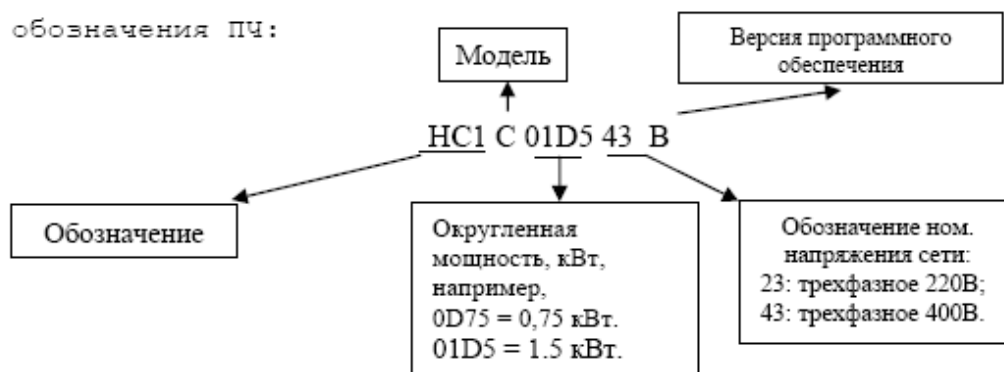 обозначения ПЧ:
Модель
Версия программного
обеспечения
HC1 C 01D5 43 B
Обозначение
Округленная
мощность, кВт,
например,
0D75 = 0,75 кВт.
01D5 = 1.5 кВт.
Обозначение ном.
напряжения сети:
23: трехфазное 220В;
43: трехфазное 400В.